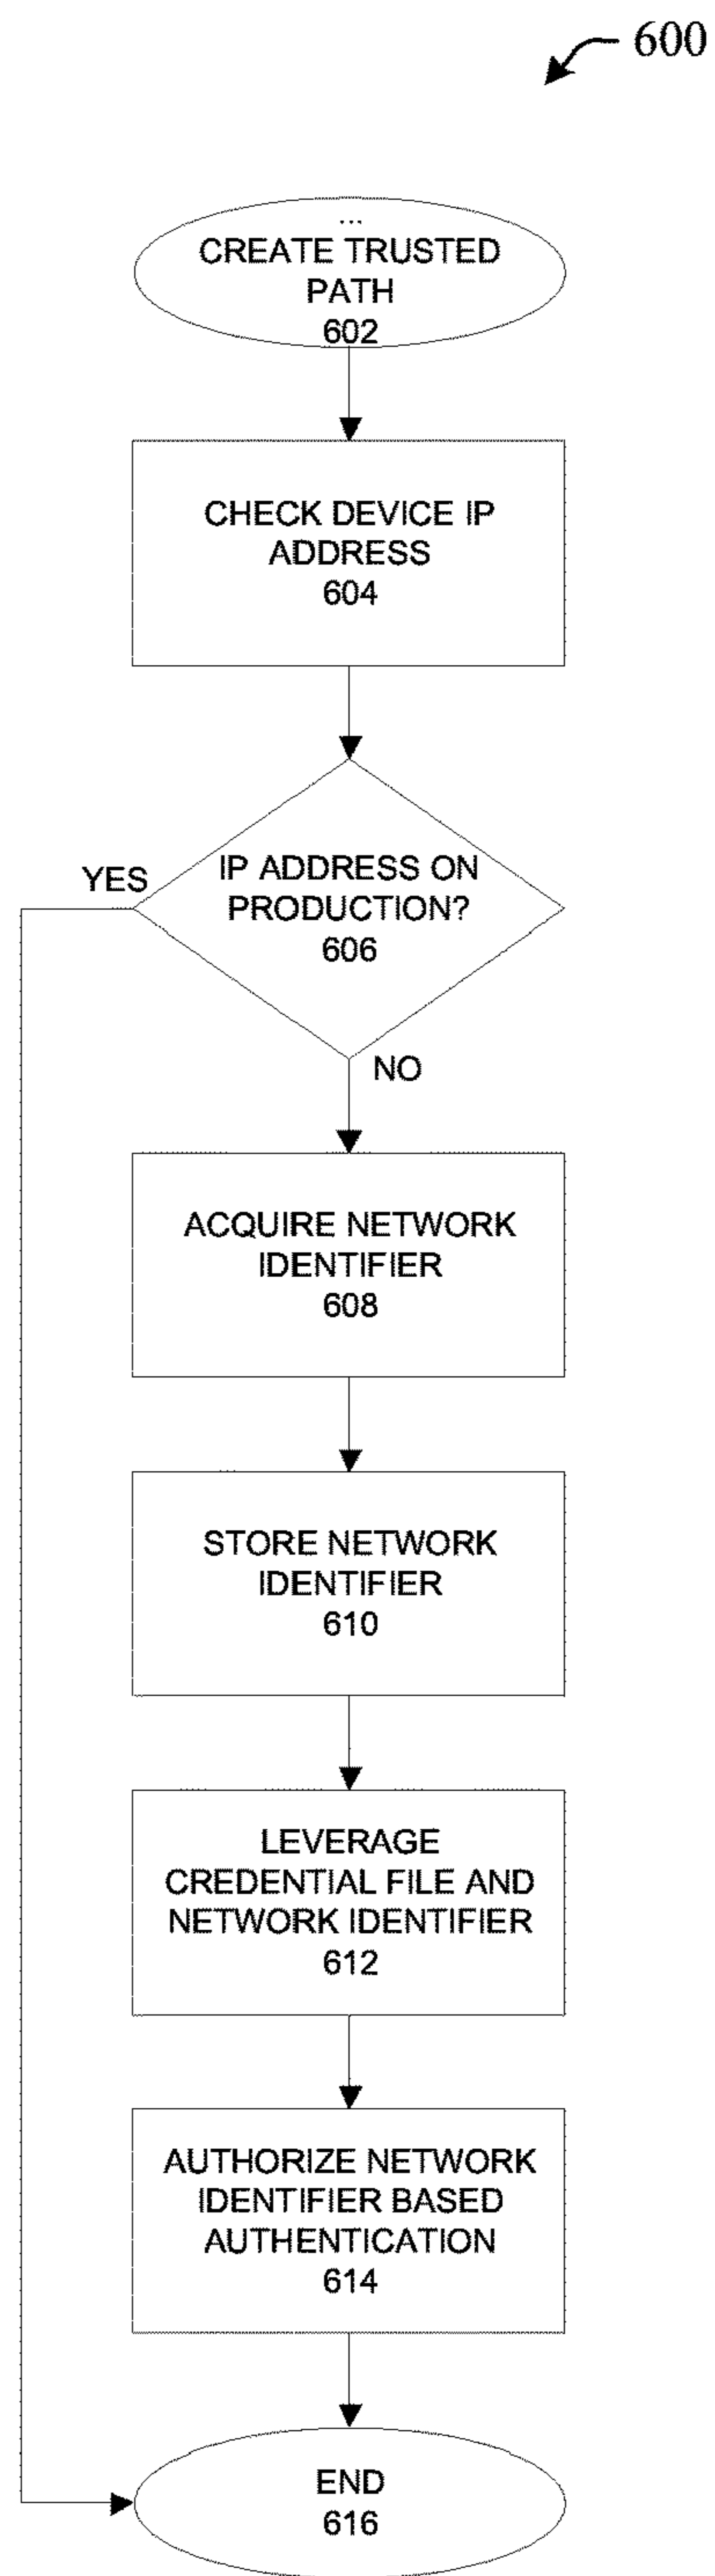 600
...
CREATE TRUSTED
PATH
602
CHECK DEVICE IP
ADDRESS
604
YES
IP ADDRESS ON
PRODUCTION?
606
NO
ACQUIRE NETWORK
IDENTIFIER
608
STORE NETWORK
IDENTIFIER
610
LEVERAGE
CREDENTIAL FILE AND
NETWORK IDENTIFIER
612
AUTHORIZE NETWORK
IDENTIFIER BASED
AUTHENTICATION
614
END
616